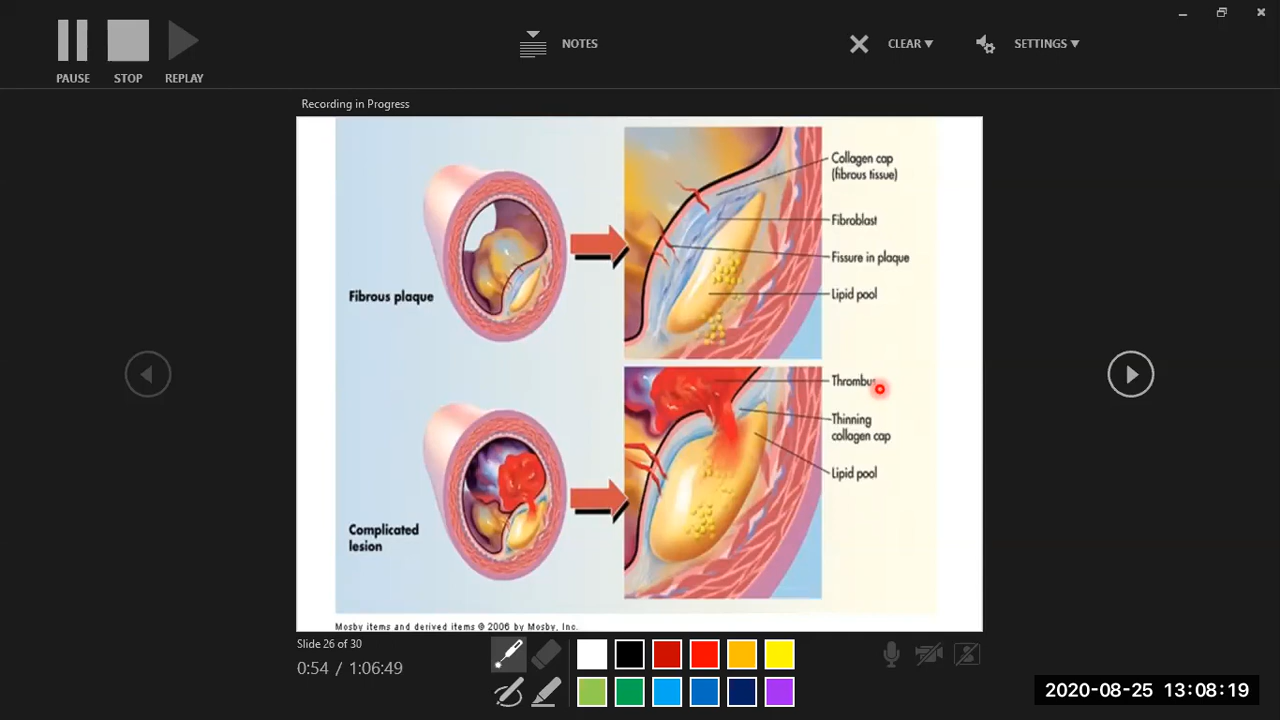 PAUSE STOP REPLAY
NOTES
CLEAR
SETTINGS
Recording in Progress
Collagen cap
(fibrous tissue)
Fibroblast
Fissure in plaque
Lipid pool
Fibrous plaque
Thrombus
Thinning
collagen cap
Lipid pool
Complicated
lesion
Mosby items and derived items © 2006 by Mosby, Inc.
Slide 26 of 30
0:54 / 1:06:49
2020-08-25 13:08:19